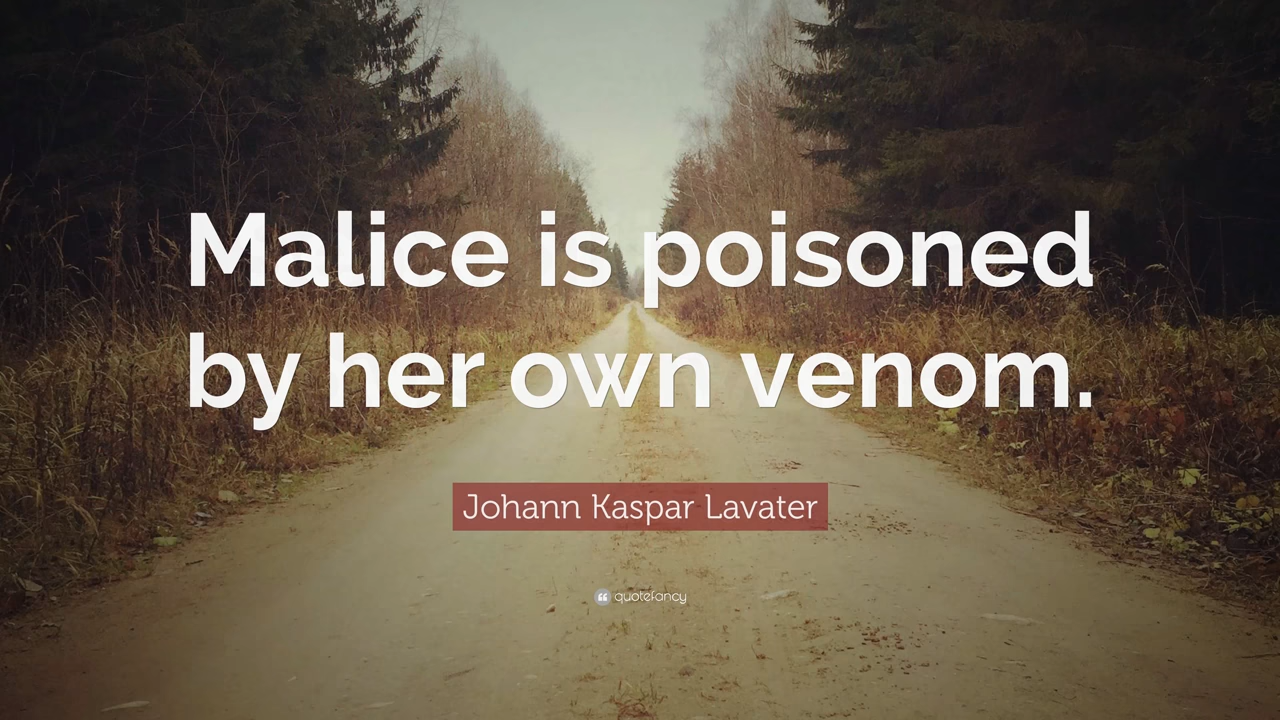 Malice is poisoned
by her own venom.
Johann Kaspar Lavater
quotefancy